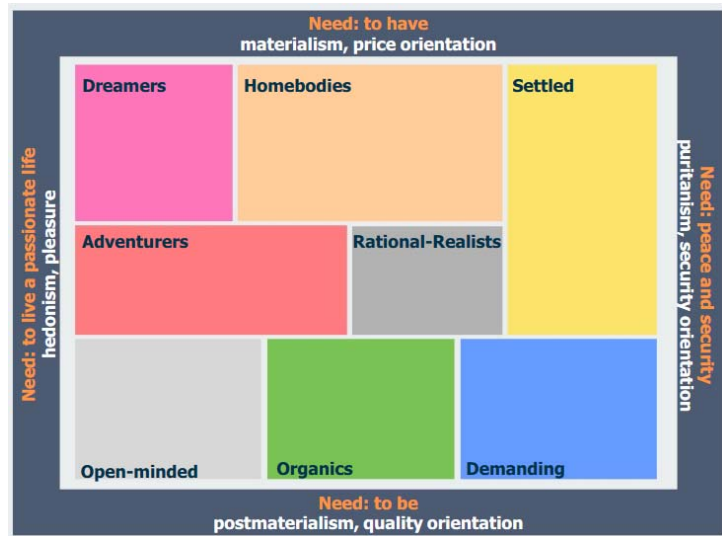 Need: to have
materialism, price orientation
Need: to live a passionate life
hedonism, pleasure
Dreamers
Homebodies
Settled
Adventurers
Rational-Realists
Open-minded
Organics
Demanding
Need: peace and security
puritanism, security orientation
Need: to be
postmaterialism, quality orientation